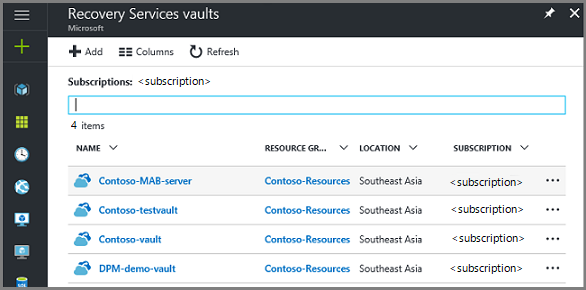 Recovery Services vaults
Microsoft
Add Columns Refresh
Subscriptions: <subscription>
4 items
NAME RESOURCE GR... LOCATION SUBSCRIPTION
Contoso-MAB-server Contoso-Resources Southeast Asia <subscription> ...
Contoso-testvault Contoso-Resources Southeast Asia <subscription> ...
Contoso-vault Contoso-Resources Southeast Asia <subscription> ...
DPM-demo-vault Contoso-Resources Southeast Asia <subscription> ...